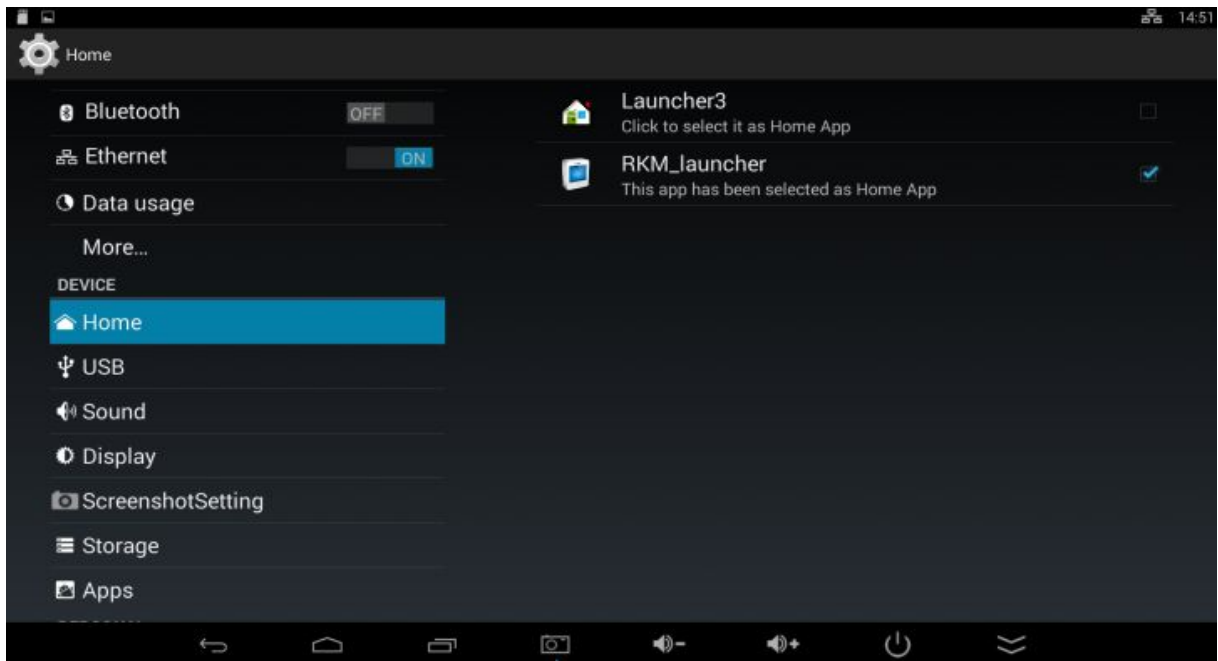 14:51
Home
Bluetooth
OFF
Ethernet
ON
Data usage
More...
DEVICE
Home
USB
Sound
Display
ScreenshotSetting
Storage
Apps
Launcher3
Click to select it as Home App
RKM_launcher
This app has been selected as Home App